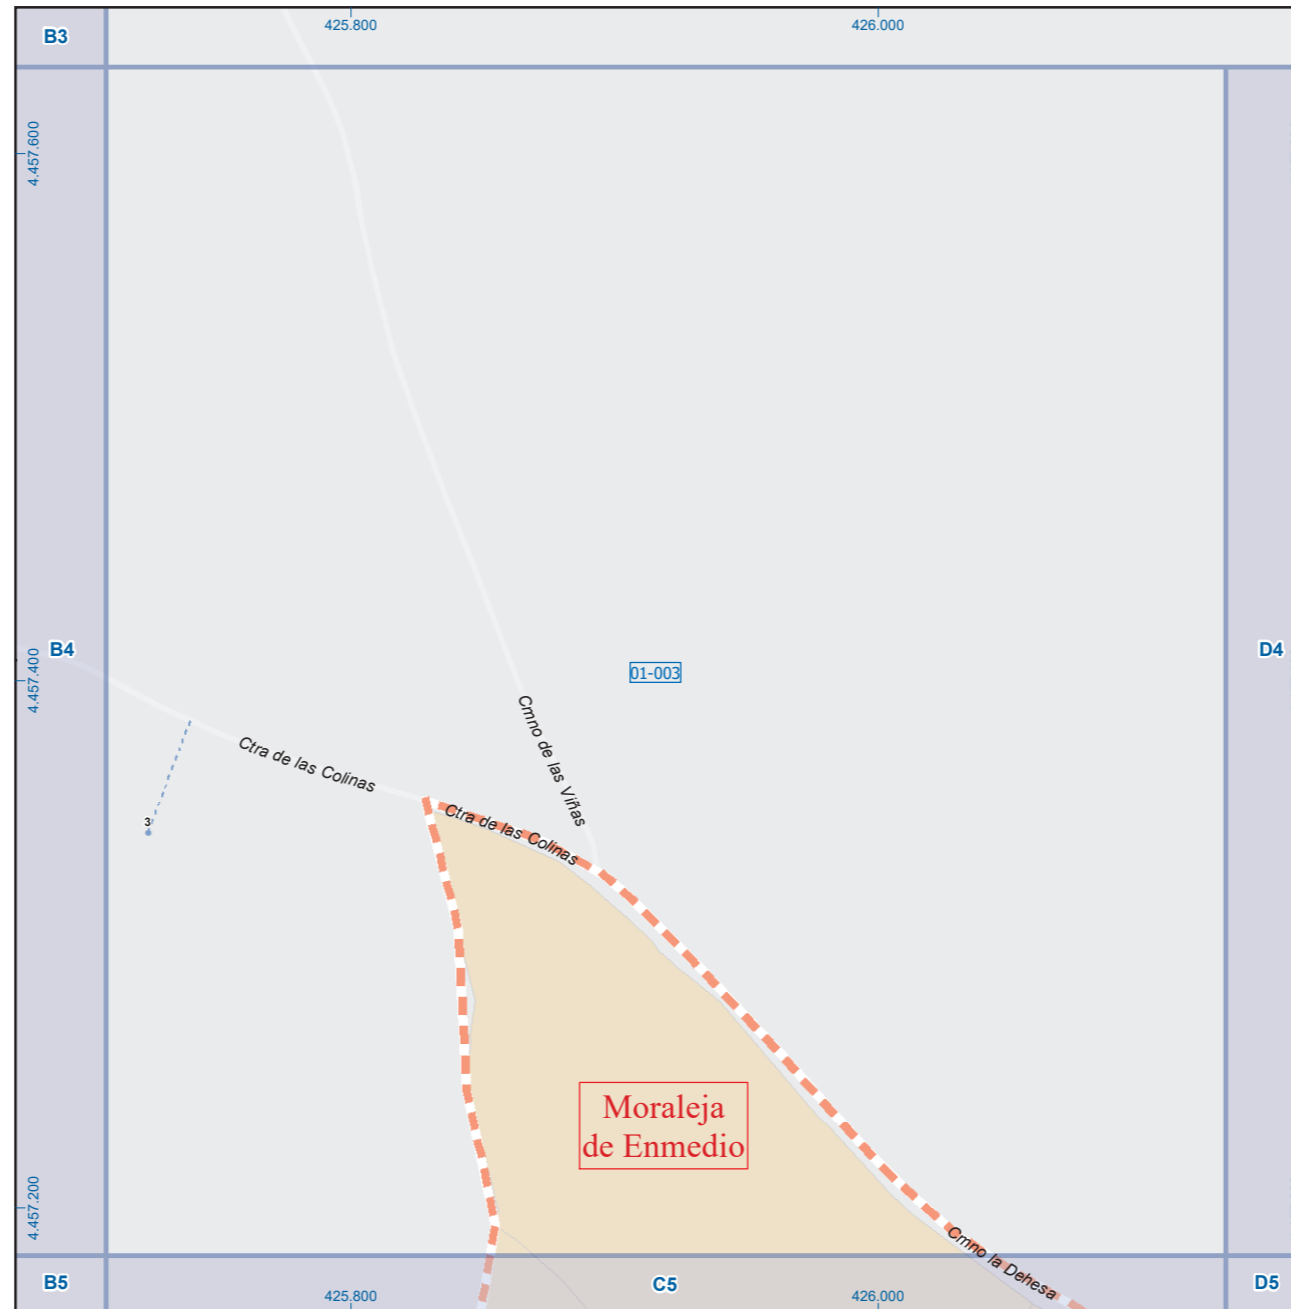 425.800
426.000
B3
4.457.600
4.457.400
B4
D4
01-003
Cmno de las Viñas
Ctra de las Colinas
3
Ctra de las Colinas
Moraleja
de Enmedio
4.457.200
Cmno la Dehesa
B5
C5
D5
425.800
426.000